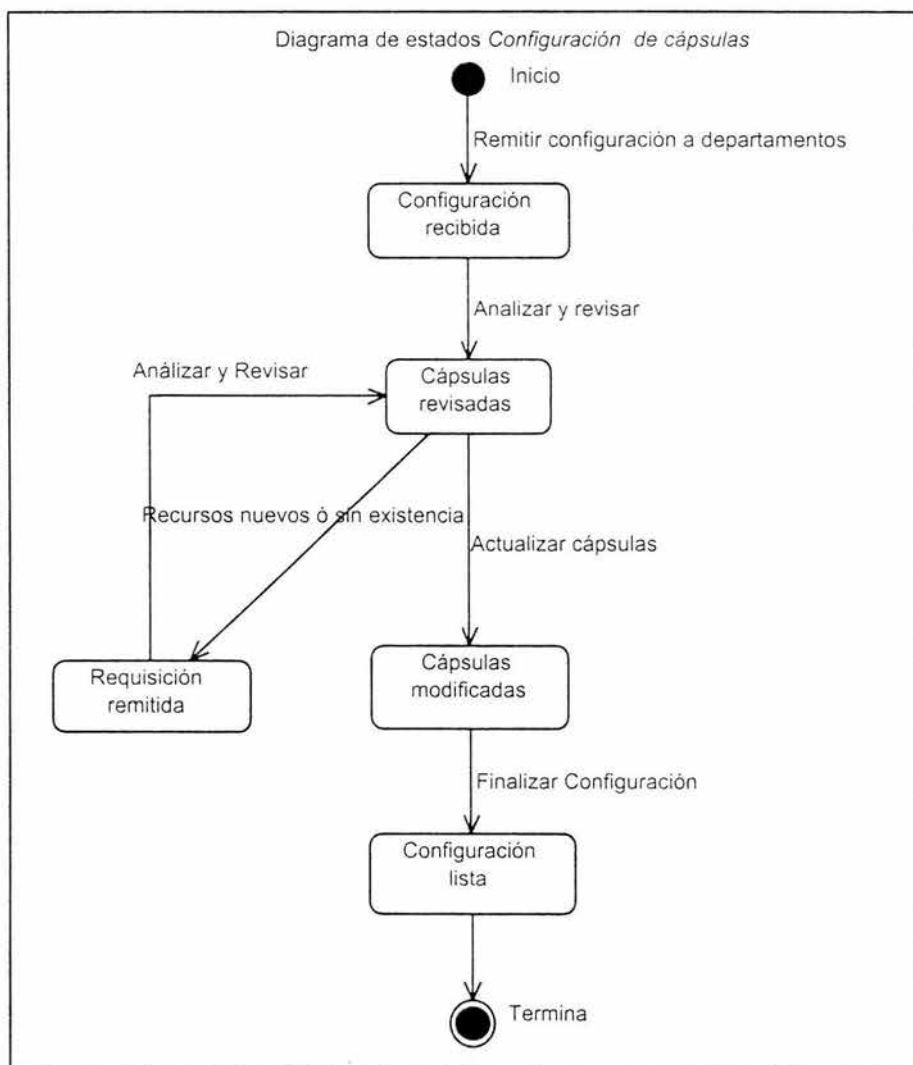 Diagrama de estados Configuración de cápsulas
Inicio
Remitir configuración a departamentos
Configuración
recibida
Analizar y revisar
Análizar y Revisar
Cápsulas
revisadas
Recursos nuevos ó sin existencia
Actualizar cápsulas
Requisición
remitida
Cápsulas
modificadas
Finalizar Configuración
Configuración
lista
Termina